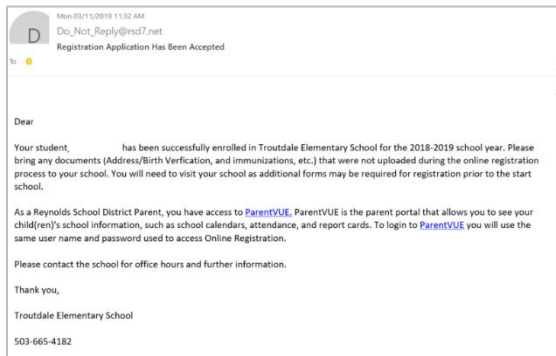 Mon 03/11/2019 11:32 AM
D
Do_Not_Reply@rsd7.net
Registration Application Has Been Accepted
To
Dear
Your student, has been successfully enrolled in Troutdale Elementary School for the 2018-2019 school year. Please
bring any documents (Address/Birth Verfication, and immunizations, etc.) that were not uploaded during the online registration
process to your school. You will need to visit your school as additional forms may be required for registration prior to the start
school.
As a Reynolds School District Parent, you have access to ParentVUE. ParentVUE is the parent portal that allows you to see your
child(ren)'s school information, such as school calendars, attendance, and report cards. To login to ParentVUE you will use the
same user name and password used to access Online Registration.
Please contact the school for office hours and further information.
Thank you,
Troutdale Elementary School
503-665-4182